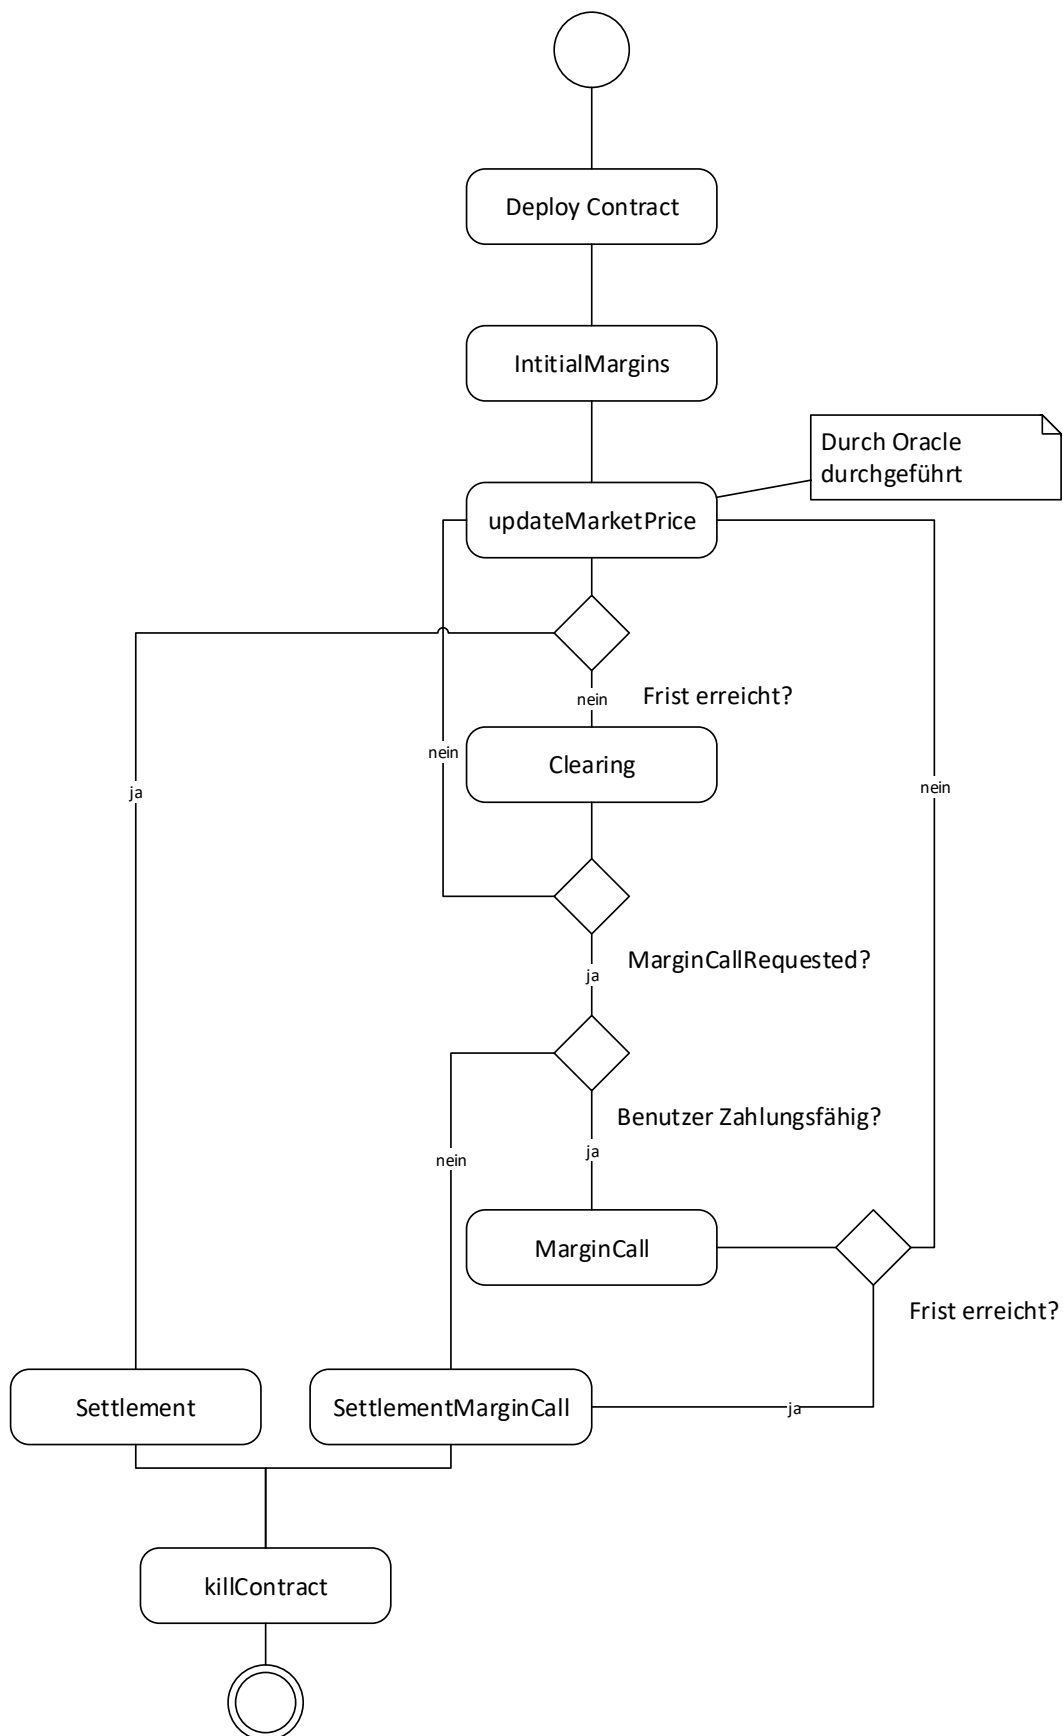 Deploy Contract
IntitialMargins
Durch Oracle
durchgeführt
updateMarketPrice
Frist erreicht?
nein
nein
Clearing
ja
nein
MarginCallRequested?
ja
Benutzer Zahlungsfähig?
ja
nein
MarginCall
Frist erreicht?
Settlement
SettlementMarginCall
ja
killContract